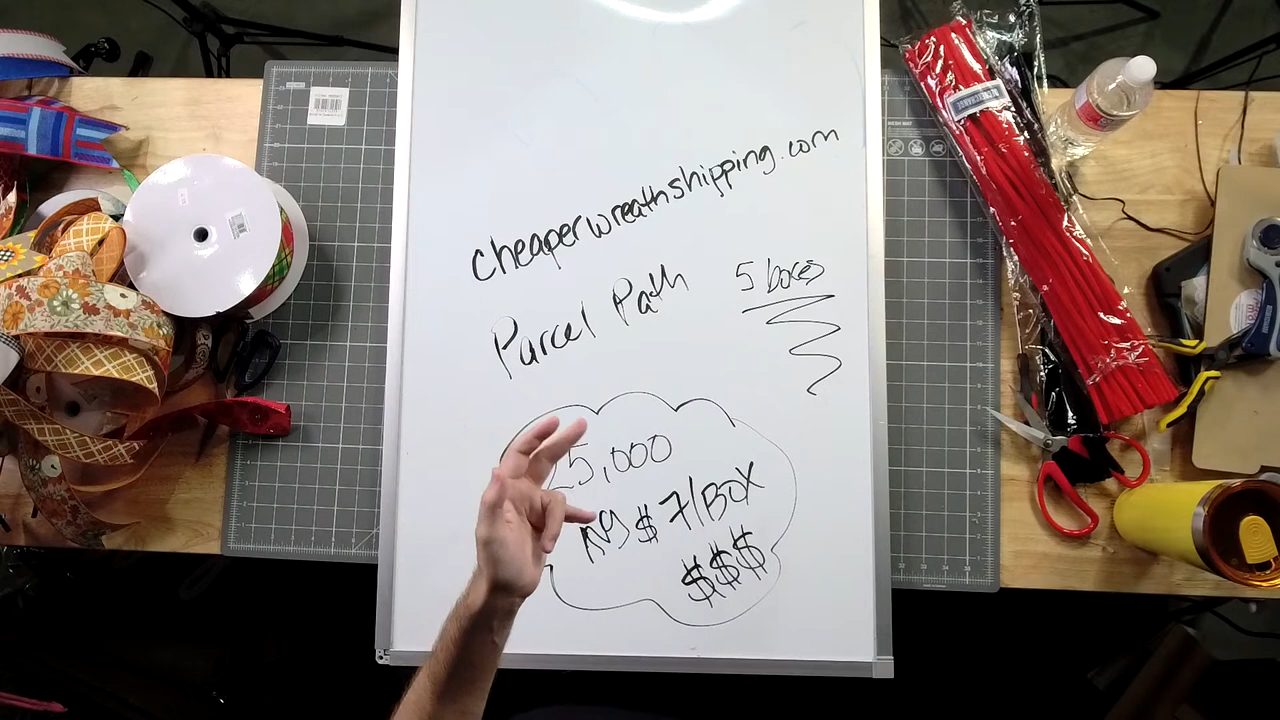 cheaperwreathshipping.com
Parcel Path
5 boxes
5,000
$7/BOX
$$$